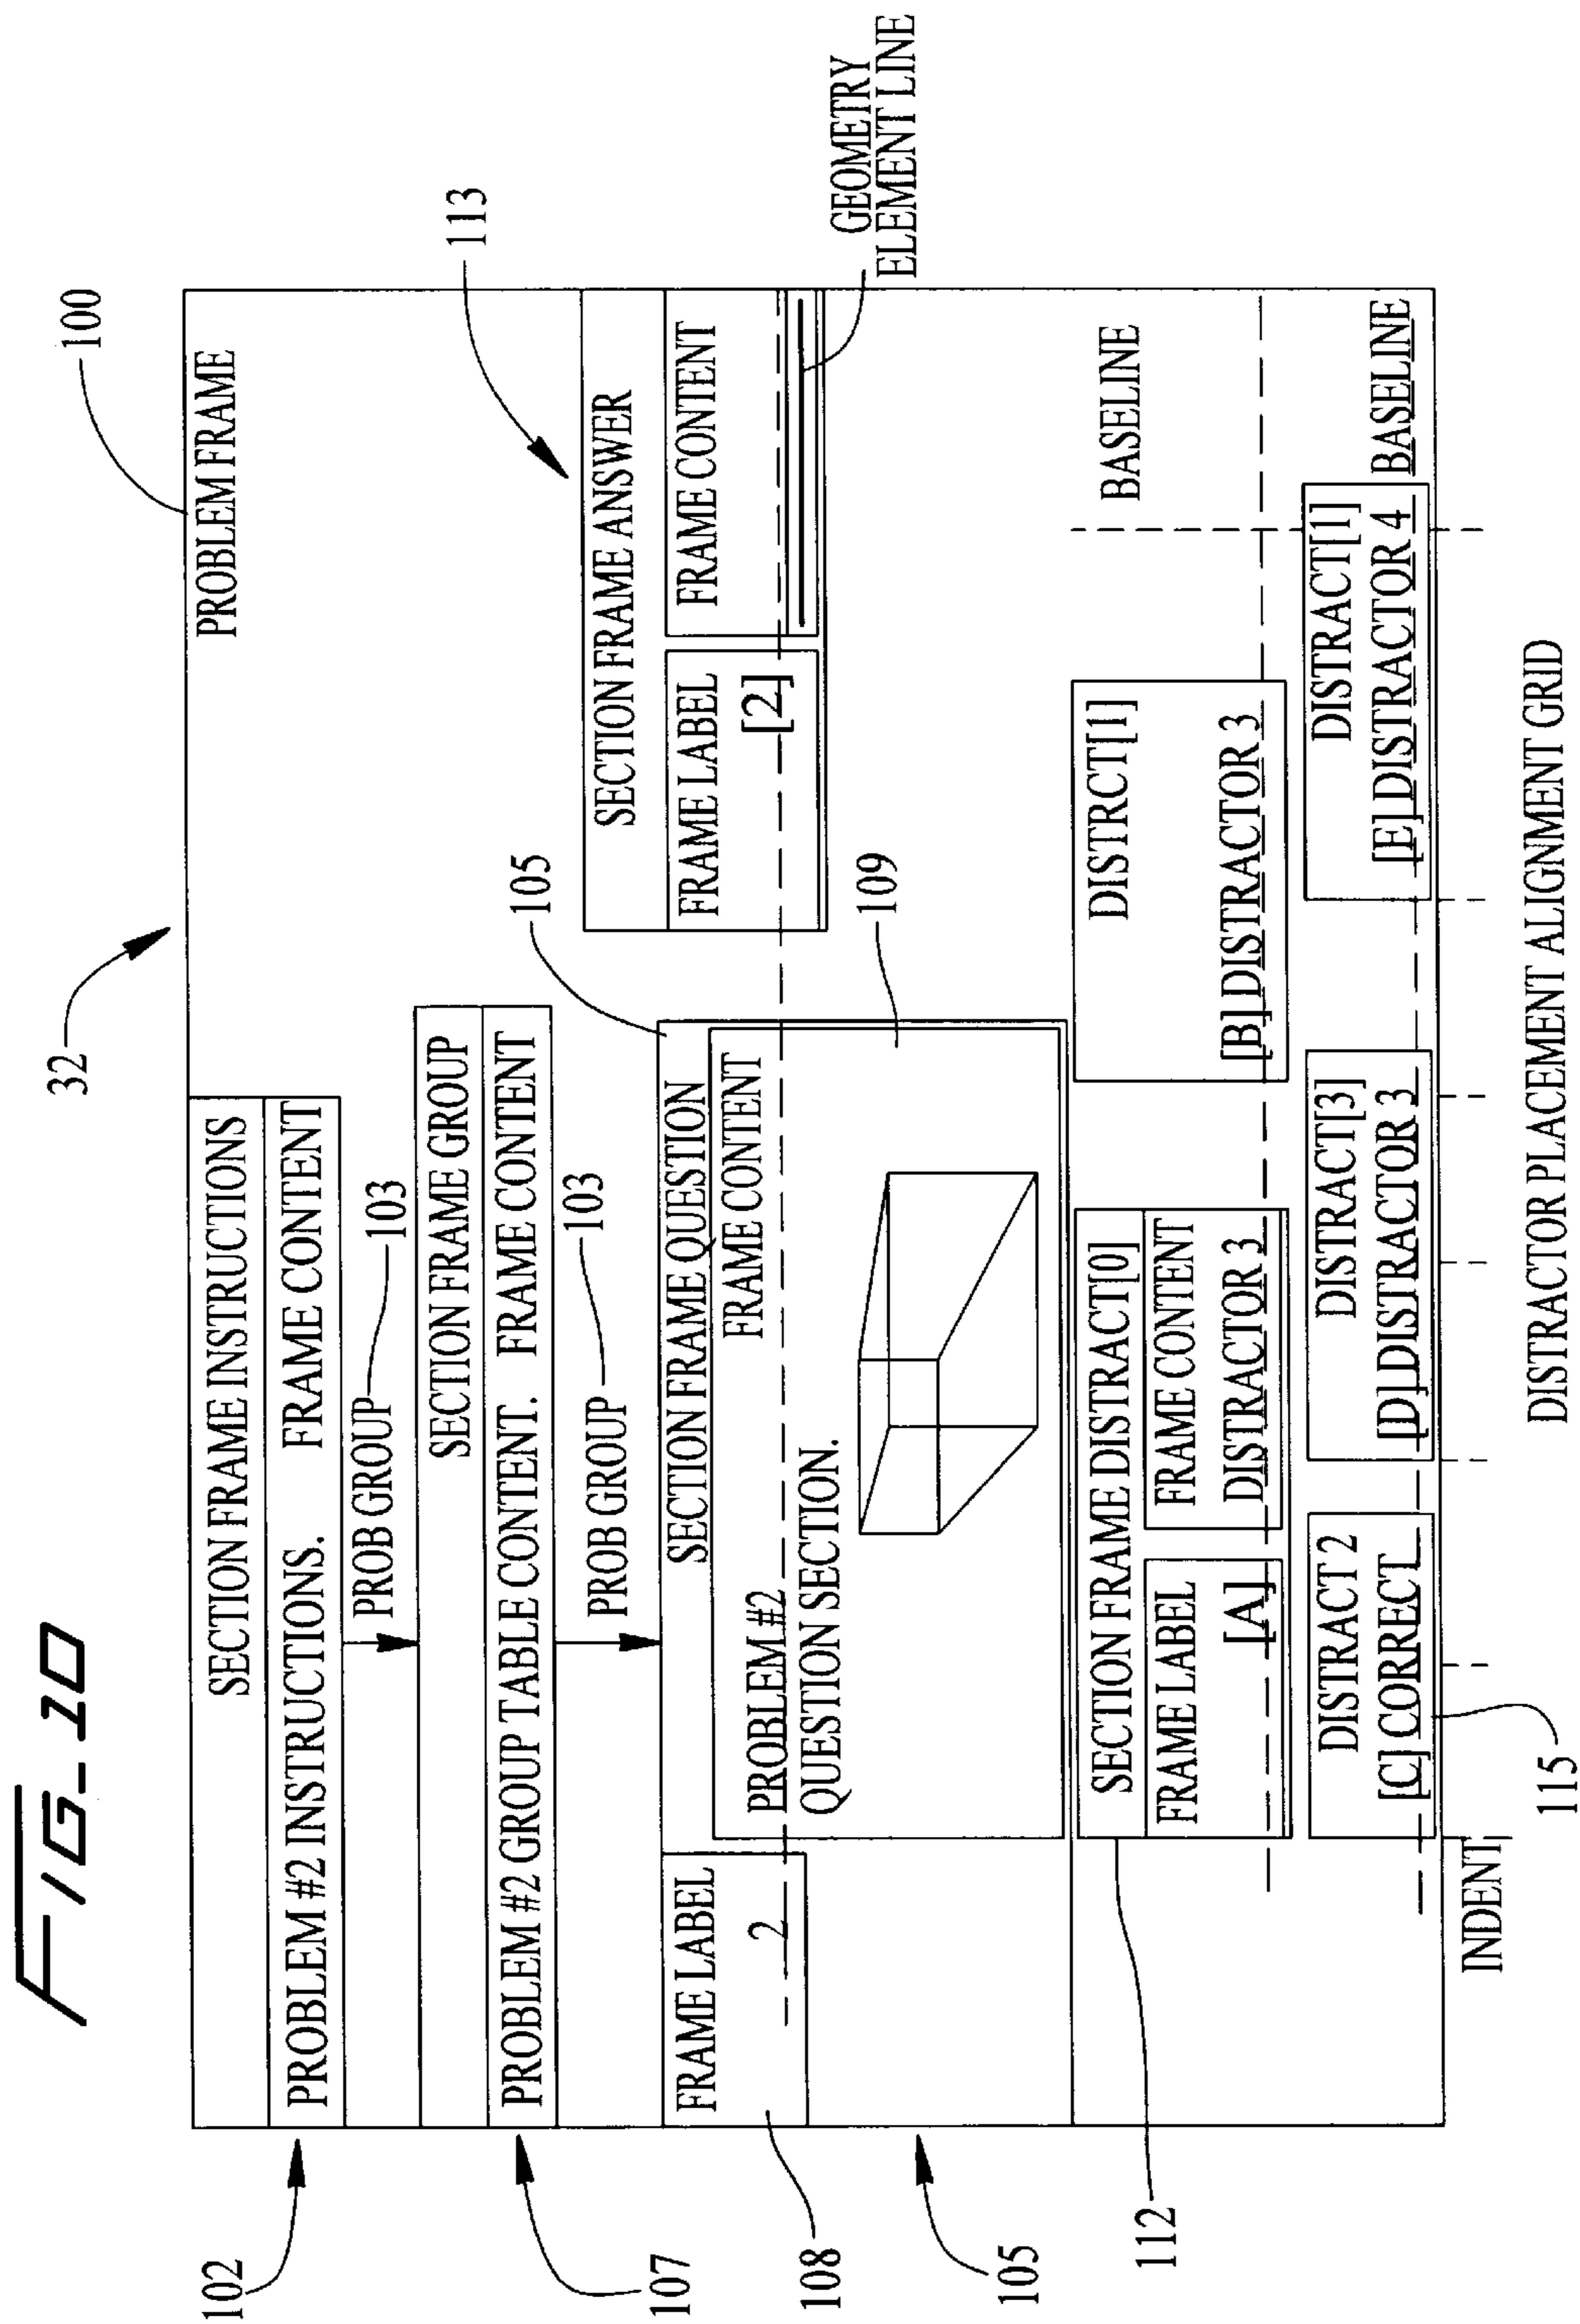 FIG_10
32
100
PROBLEM FRAME
102
SECTION FRAME INSTRUCTIONS
PROBLEM #2 INSTRUCTIONS. FRAME CONTENT
PROB GROUP 103
107
SECTION FRAME GROUP
PROBLEM #2 GROUP TABLE CONTENT. FRAME CONTENT
PROB GROUP 103
105
113
SECTION FRAME ANSWER
FRAME LABEL
[2]
FRAME CONTENT
GEOMETRY
ELEMENT LINE
FRAME LABEL
2
108
SECTION FRAME QUESTION
FRAME CONTENT
PROBLEM #2
QUESTION SECTION.
109
105
112
SECTION FRAME DISTRACT[0]
FRAME LABEL
[A]
FRAME CONTENT
DISTRACTOR 3
DISTRCT[1]
[B] DISTRACTOR 3
BASELINE
DISTRACT 2
[C] CORRECT
DISTRACT[3]
[D] DISTRACTOR 3
DISTRACT[1]
[E] DISTRACTOR 4
BASELINE
INDENT
115
DISTRACTOR PLACEMENT ALIGNMENT GRID